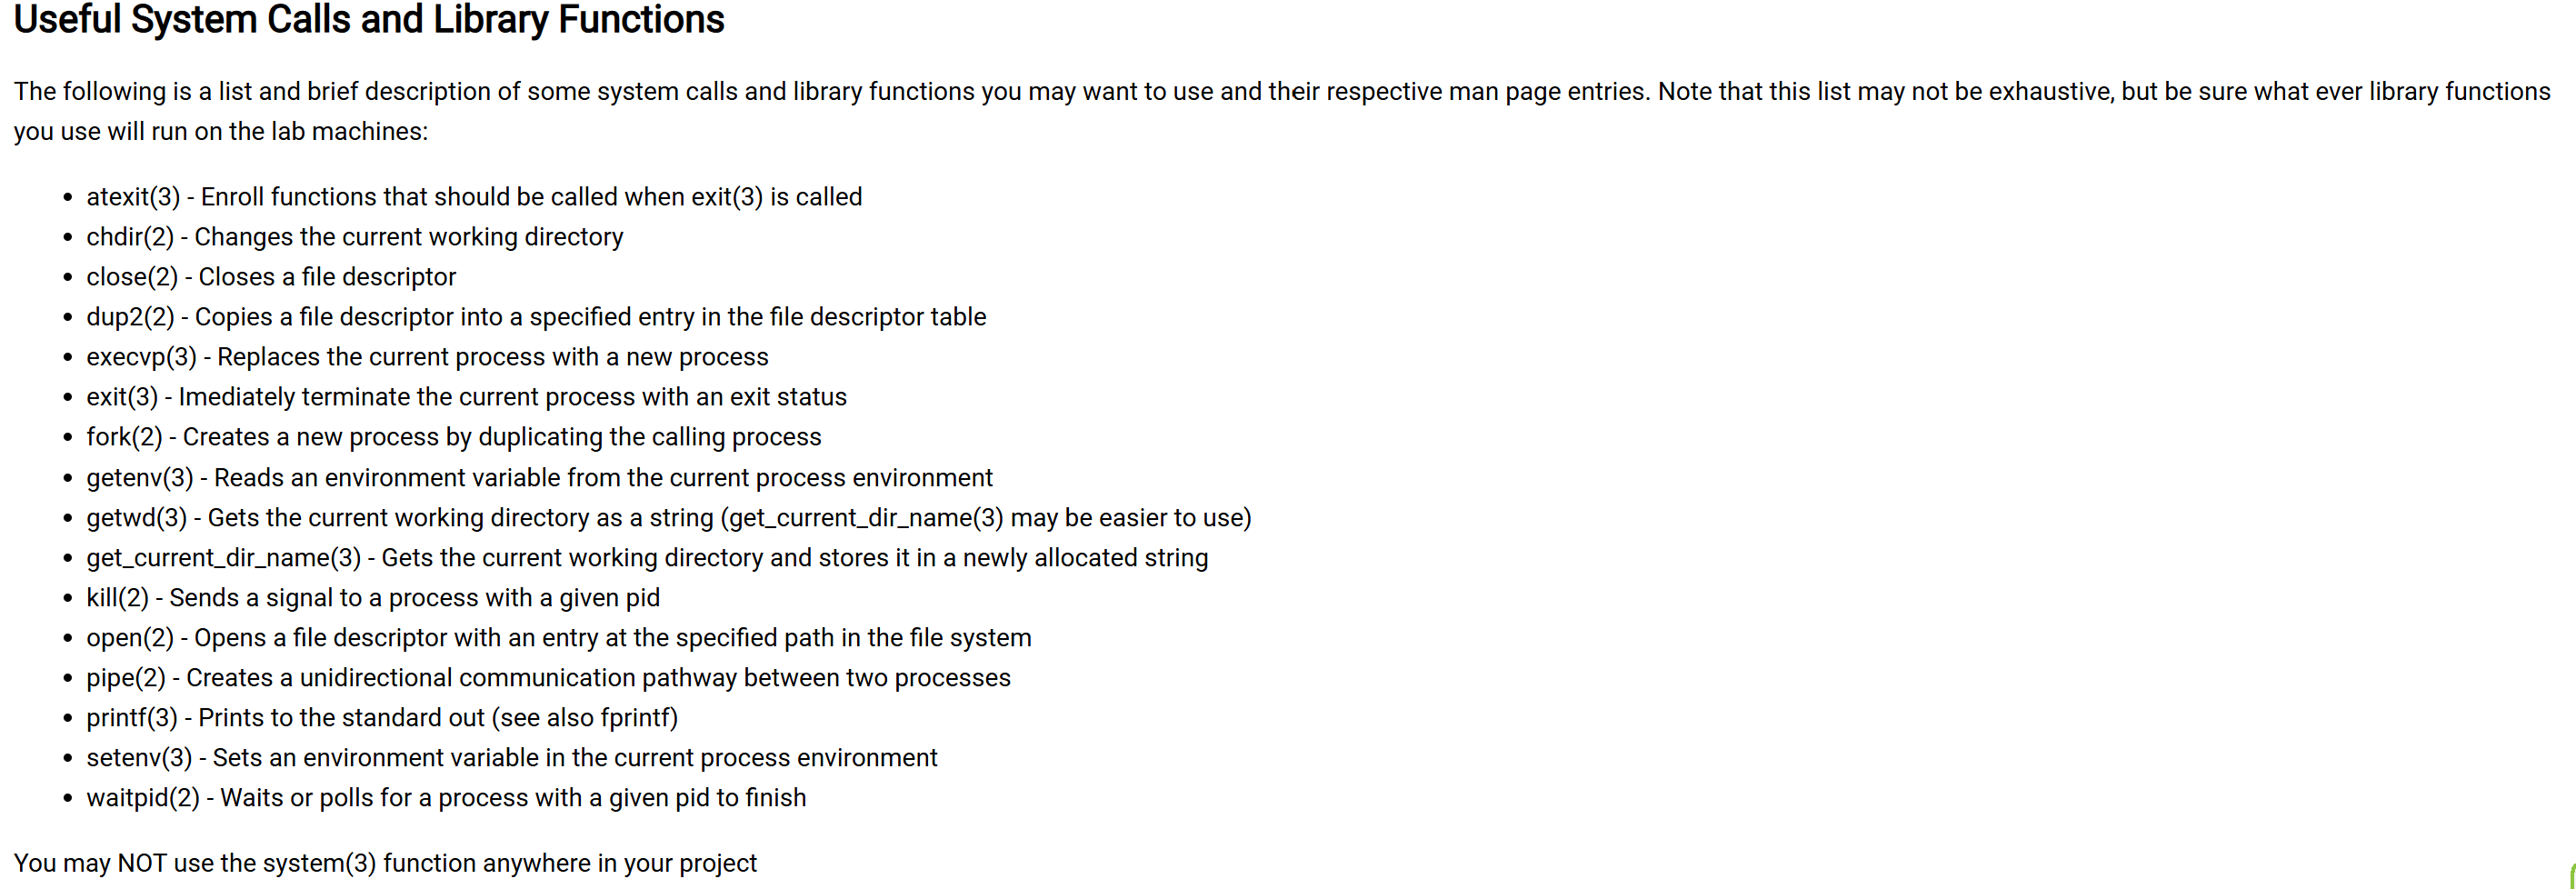 Useful System Calls and Library Functions
The following is a list and brief description of some system calls and library functions you may want to use and their respective man page entries. Note that this list may not be exhaustive, but be sure what ever library functions
you use will run on the lab machines:
• atexit(3) - Enroll functions that should be called when exit(3) is called
• chdir(2) - Changes the current working directory
• close(2) - Closes a file descriptor
• dup2(2) - Copies a file descriptor into a specified entry in the file descriptor table
• execvp(3) - Replaces the current process with a new process
• exit(3) - Imediately terminate the current process with an exit status
• fork(2) - Creates a new process by duplicating the calling process
• getenv(3) - Reads an environment variable from the current process environment
• getwd(3) - Gets the current working directory as a string (get_current_dir_name(3) may be easier to use)
• get_current_dir_name(3) - Gets the current working directory and stores it in a newly allocated string
• kill(2) - Sends a signal to a process with a given pid
• open(2) - Opens a file descriptor with an entry at the specified path in the file system
• pipe(2) - Creates a unidirectional communication pathway between two processes
• printf(3) - Prints to the standard out (see also fprintf)
• setenv(3) - Sets an environment variable in the current process environment
• waitpid(2) - Waits or polls for a process with a given pid to finish
You may NOT use the system(3) function anywhere in your project